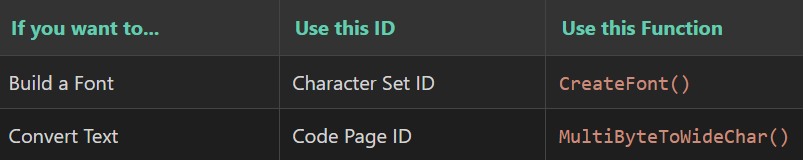 If you want to... Use this ID Use this Function
Build a Font Character Set ID CreateFont()
Convert Text Code Page ID MultiByteToWideChar()